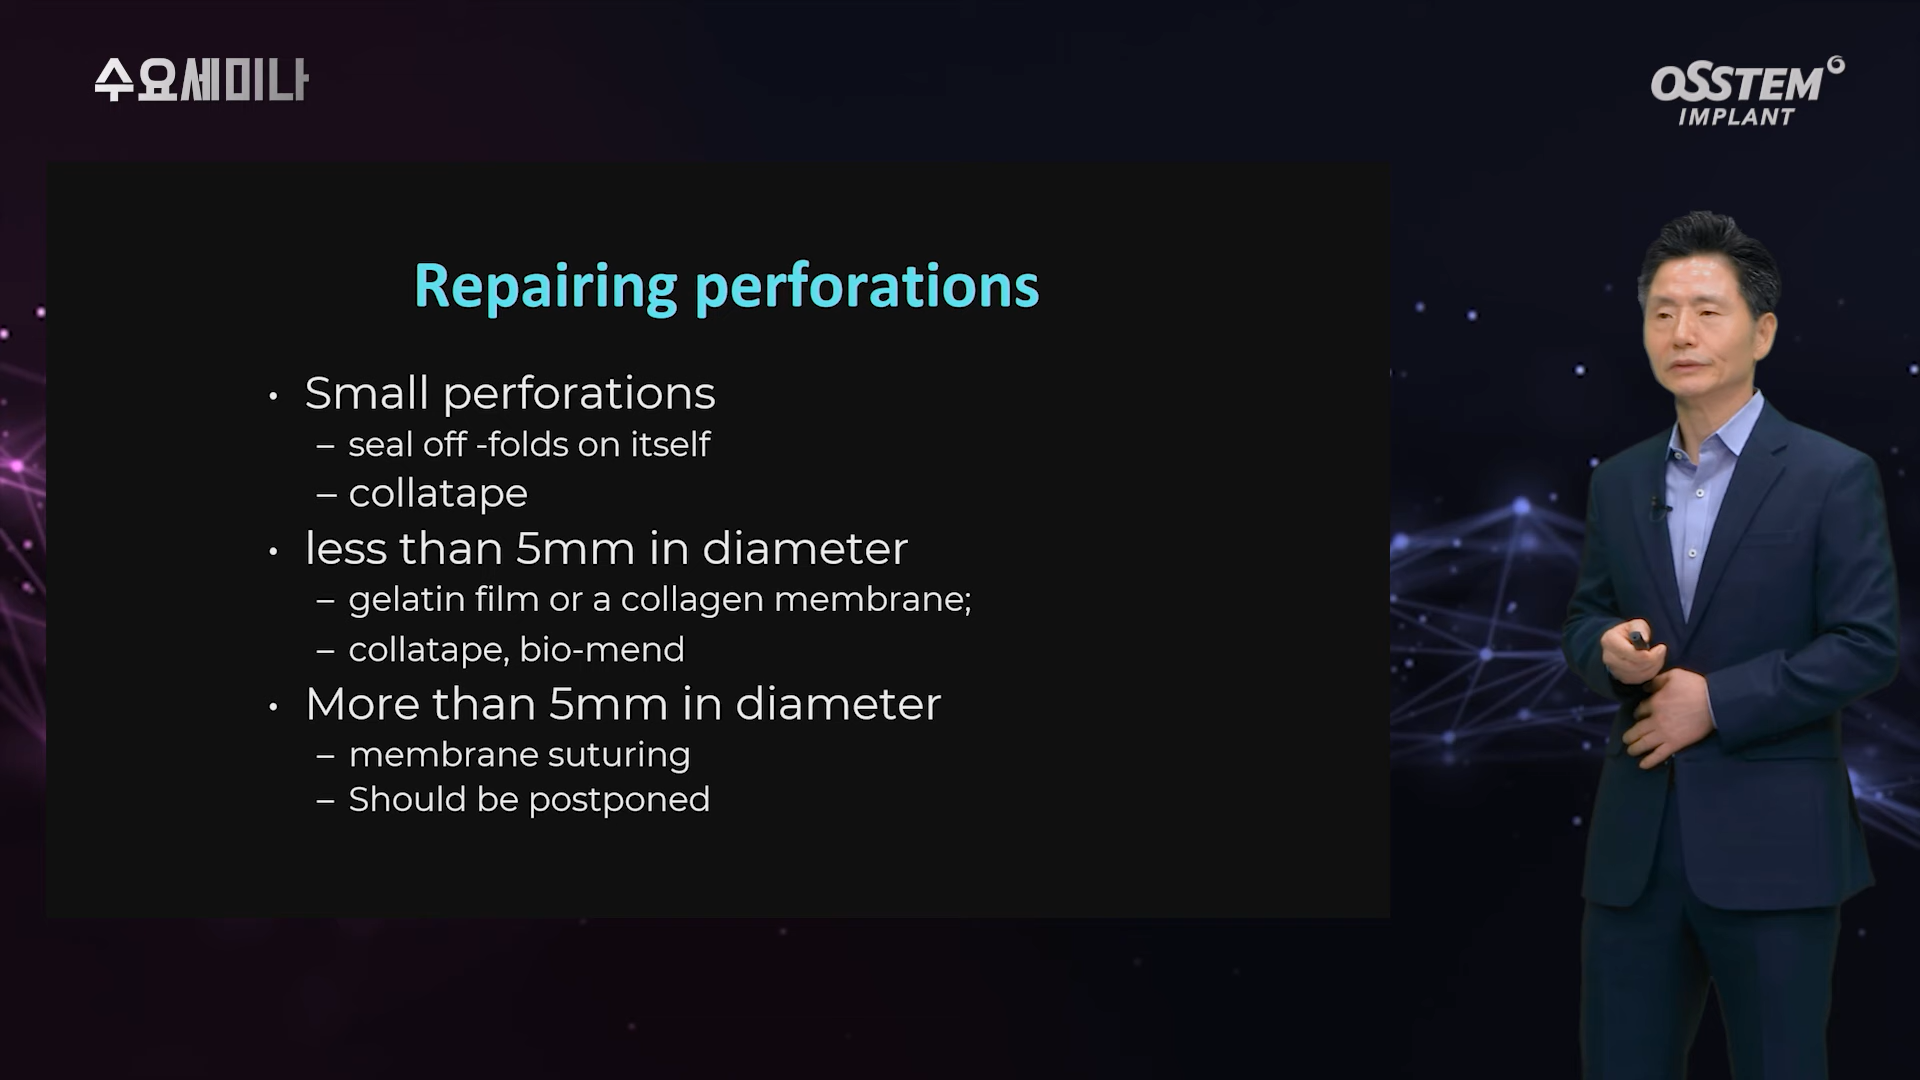 수요세미나
OSSTEM
IMPLANT
Repairing perforations
• Small perforations
– seal off -folds on itself
– collatape
• less than 5mm in diameter
– gelatin film or a collagen membrane;
– collatape, bio-mend
• More than 5mm in diameter
– membrane suturing
– Should be postponed